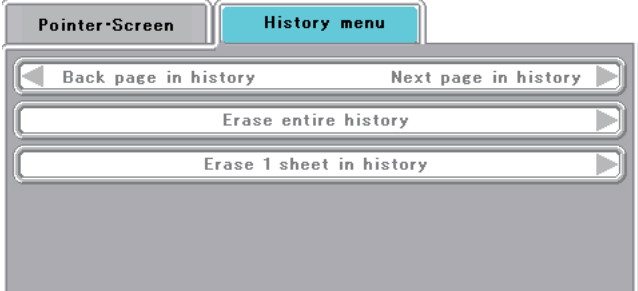 Pointer·Screen
History menu
Back page in history
Next page in history
Erase entire history
Erase 1 sheet in history